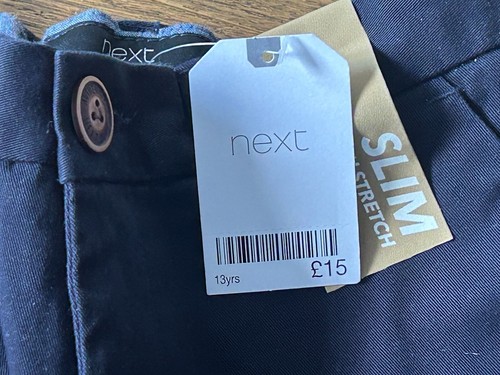 next
next
13yrs
£15
SLIM
STRETCH